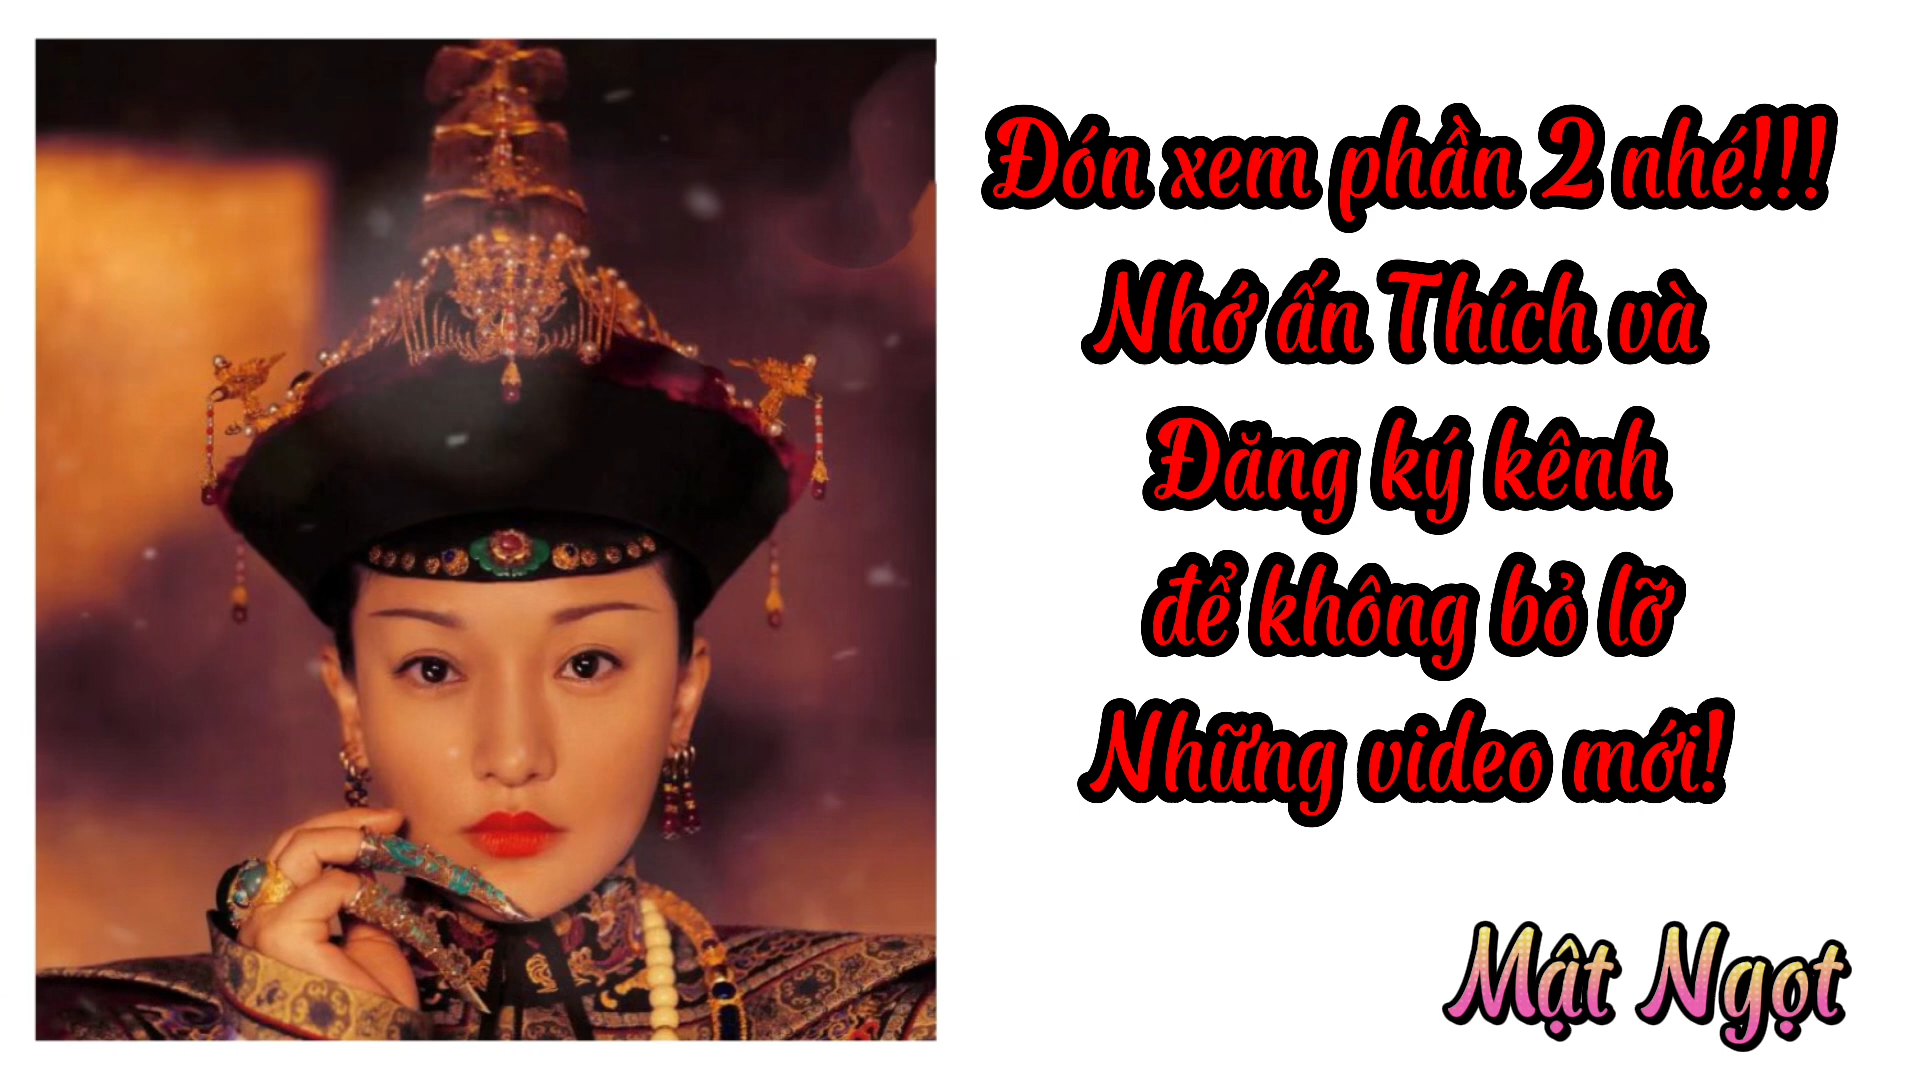 Đón xem phần 2 nhé!!!
Nhớ ấn Thích và
Đăng ký kênh
để không bỏ lỡ
Những video mới!
Mật Ngọt